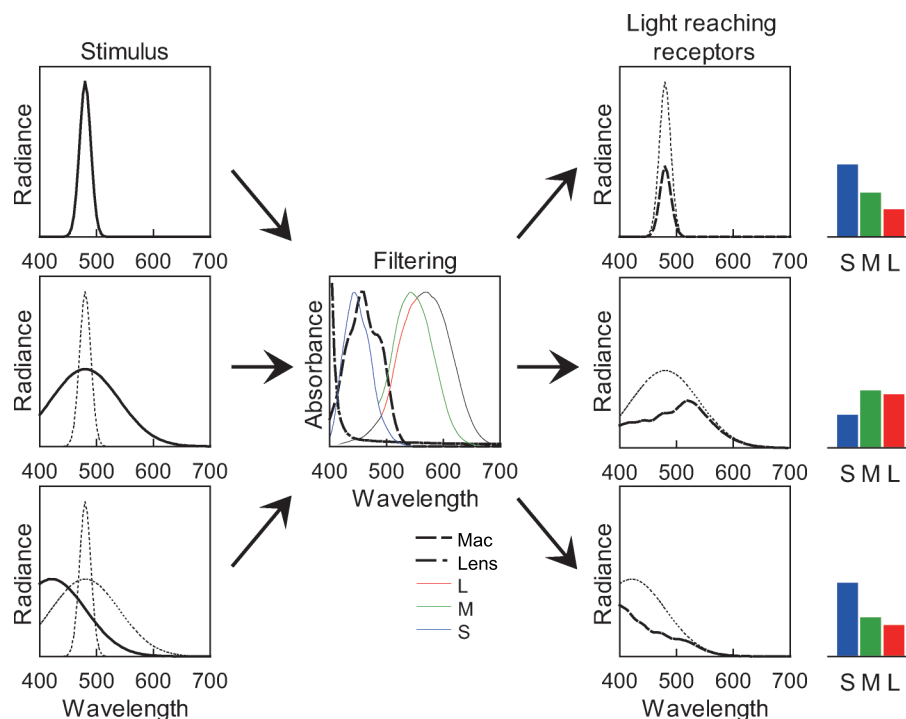 Stimulus
Light reaching
receptors
Radiance
400 500 600 700
Radiance
400 500 600 700
S M L
Filtering
Radiance
400 500 600 700
Absorbance
400 500 600 700
Wavelength
Radiance
400 500 600 700
S M L
Mac
Lens
L
M
S
Radiance
400 500 600 700
Wavelength
Radiance
400 500 600 700
Wavelength
S M L